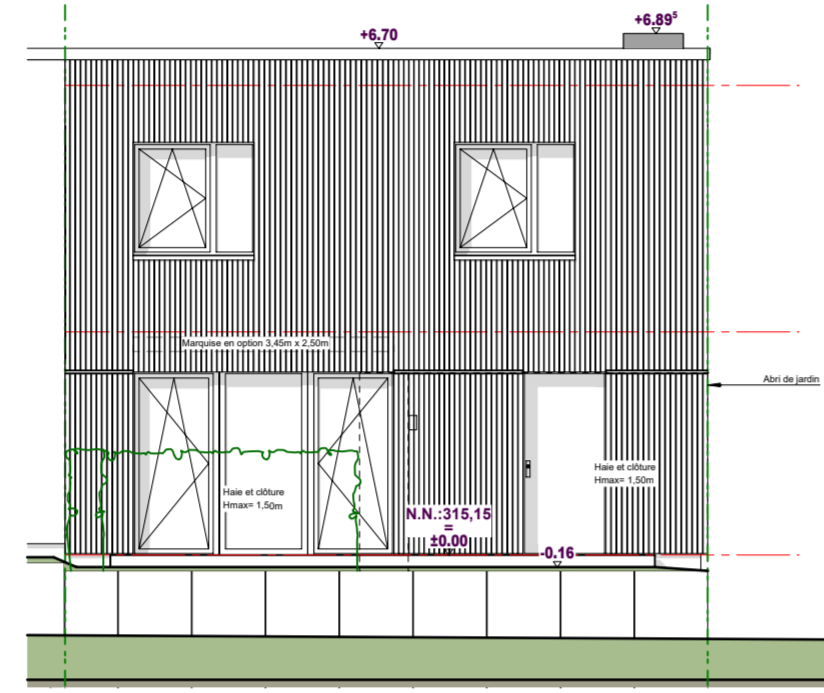 +6.70
+6.89⁵
Marquise en option 3,45m x 2,50m
Abri de jardin
Haie et clôture
Hmax= 1,50m
Haie et clôture
Hmax= 1,50m
N.N.:315,15
=
±0.00
-0.16